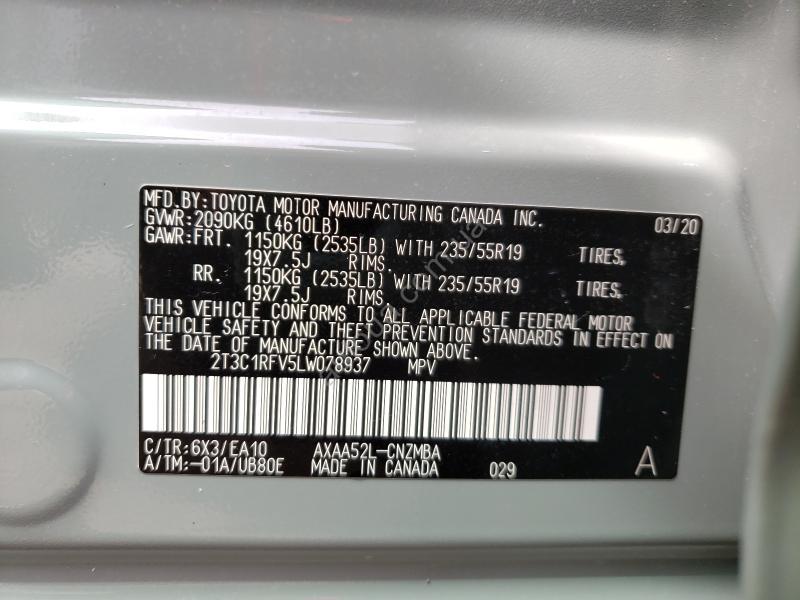 MFD.BY:TOYOTA MOTOR MANUFACTURING CANADA INC.
GVWR:2090KG (4610LB) 03/20
GAWR:FRT. 1150KG (2535LB) WITH 235/55R19 TIRES,
19X7.5J RIMS.
RR. 1150KG (2535LB) WITH 235/55R19 TIRES,
19X7.5J RIMS.
THIS VEHICLE CONFORMS TO ALL APPLICABLE FEDERAL MOTOR
VEHICLE SAFETY AND THEFT PREVENTION STANDARDS IN EFFECT ON
THE DATE OF MANUFACTURE SHOWN ABOVE.
2T3C1RFV5LW078937 MPV
C/TR:6X3/EA10 AXAA52L-CNZMBA
A/TM:-01A/UB80E MADE IN CANADA 029 A